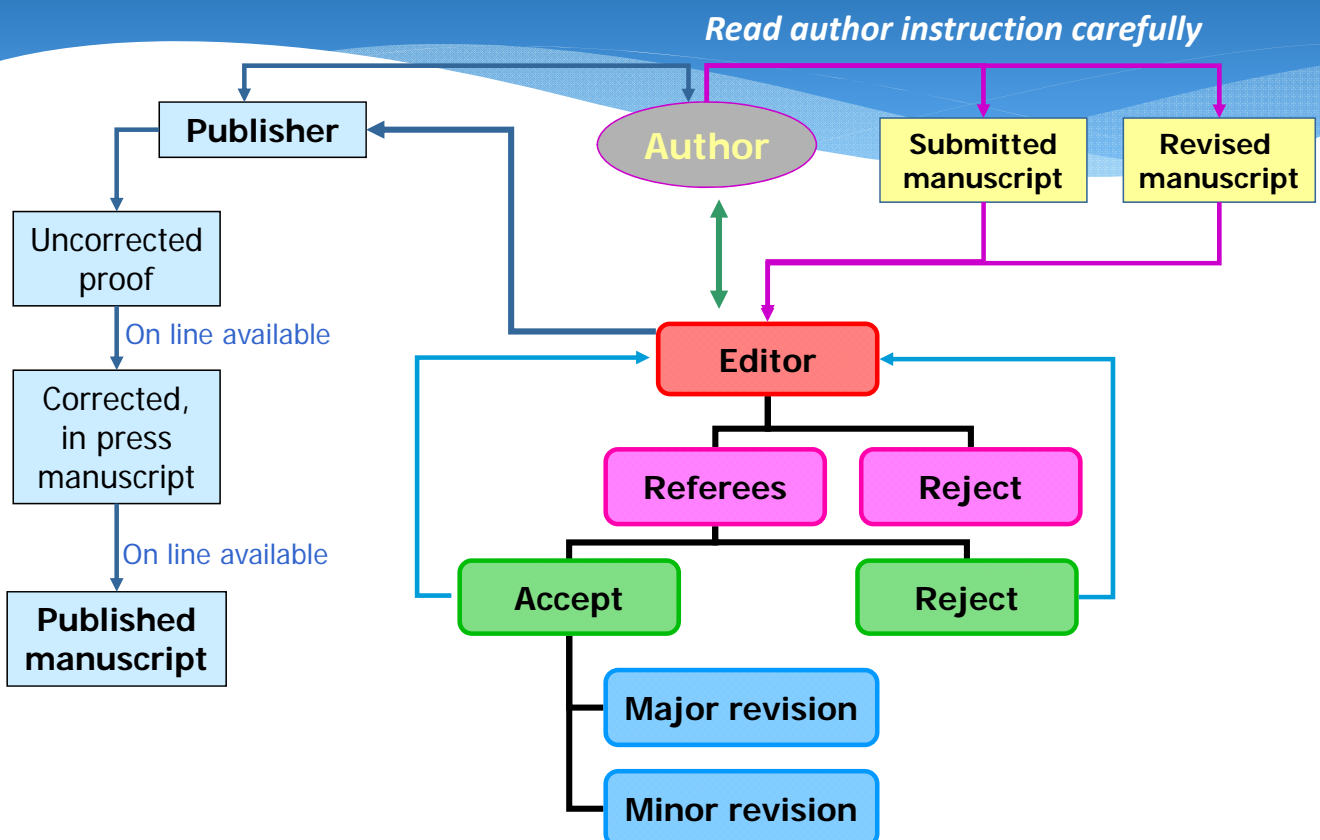 Read author instruction carefully
Publisher
Author
Submitted
manuscript
Revised
manuscript
Uncorrected
proof
On line available
Editor
Corrected,
in press
manuscript
Referees
Reject
On line available
Accept
Reject
Published
manuscript
Major revision
Minor revision